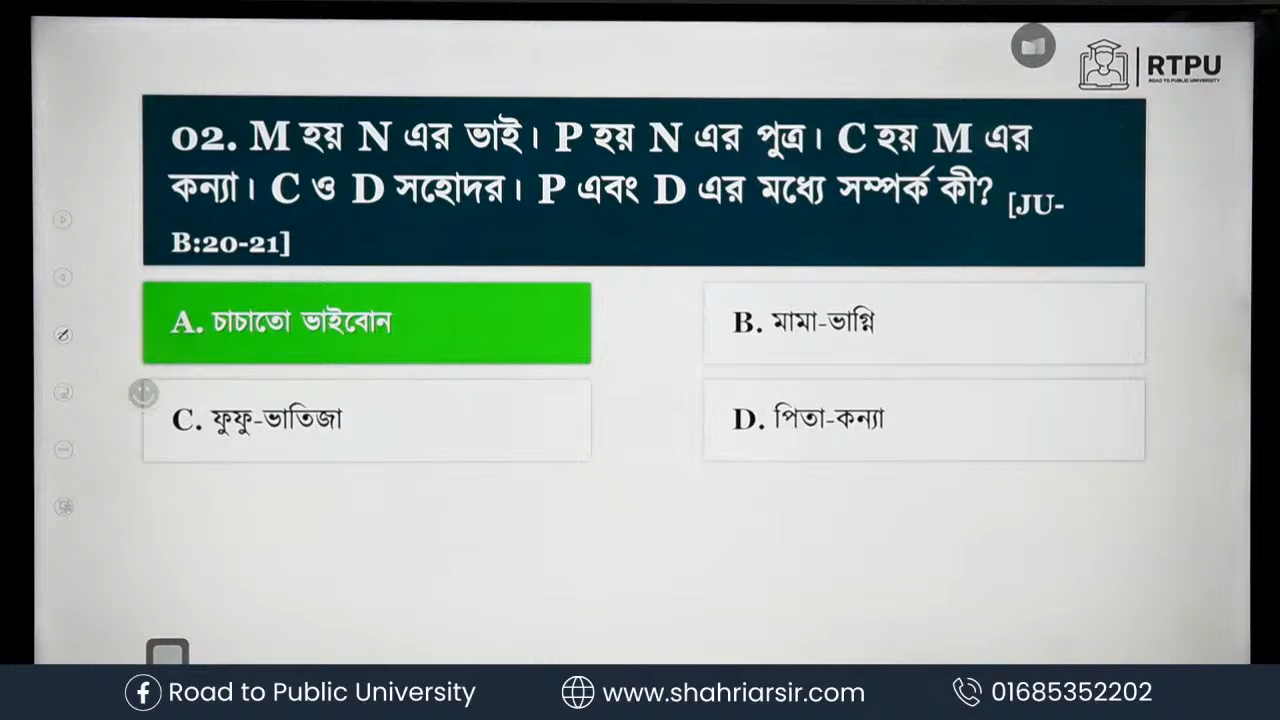 RTPU
ROAD TO PUBLIC UNIVERSITY
02. M হয় N এর ভাই। P হয় N এর পুত্র। C হয় M এর
কন্যা। C ও D সহোদর। P এবং D এর মধ্যে সম্পর্ক কী? [JU-
B:20-21]
A. চাচাতো ভাইবোন
B. মামা-ভাগ্নি
C. ফুফু-ভাতিজা
D. পিতা-কন্যা
Road to Public University
www.shahriarsir.com
01685352202